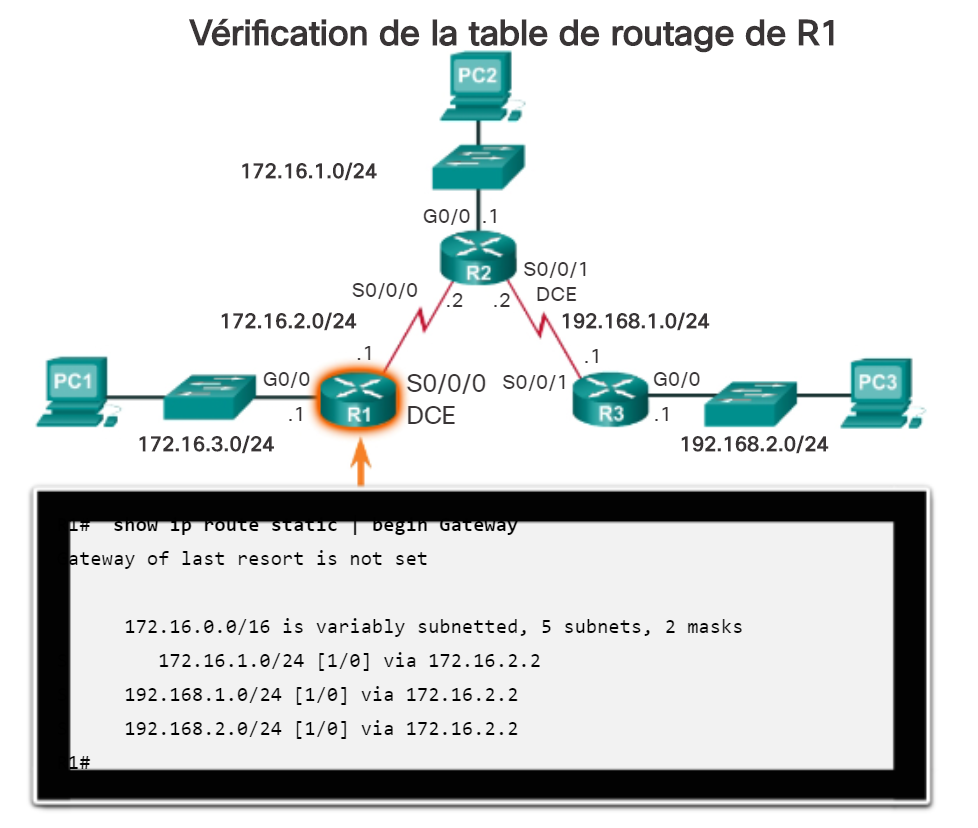 Vérification de la table de routage de R1
PC2
172.16.1.0/24
G0/0 .1
R2
S0/0/1
DCE
S0/0/0
.2 .2
172.16.2.0/24
192.168.1.0/24
.1 .1
PC1
G0/0
.1
R1
S0/0/0
DCE
S0/0/1
R3
G0/0
.1
PC3
172.16.3.0/24
192.168.2.0/24
1# show ip route static | begin Gateway
ateway of last resort is not set
172.16.0.0/16 is variably subnetted, 5 subnets, 2 masks
172.16.1.0/24 [1/0] via 172.16.2.2
192.168.1.0/24 [1/0] via 172.16.2.2
192.168.2.0/24 [1/0] via 172.16.2.2
1#